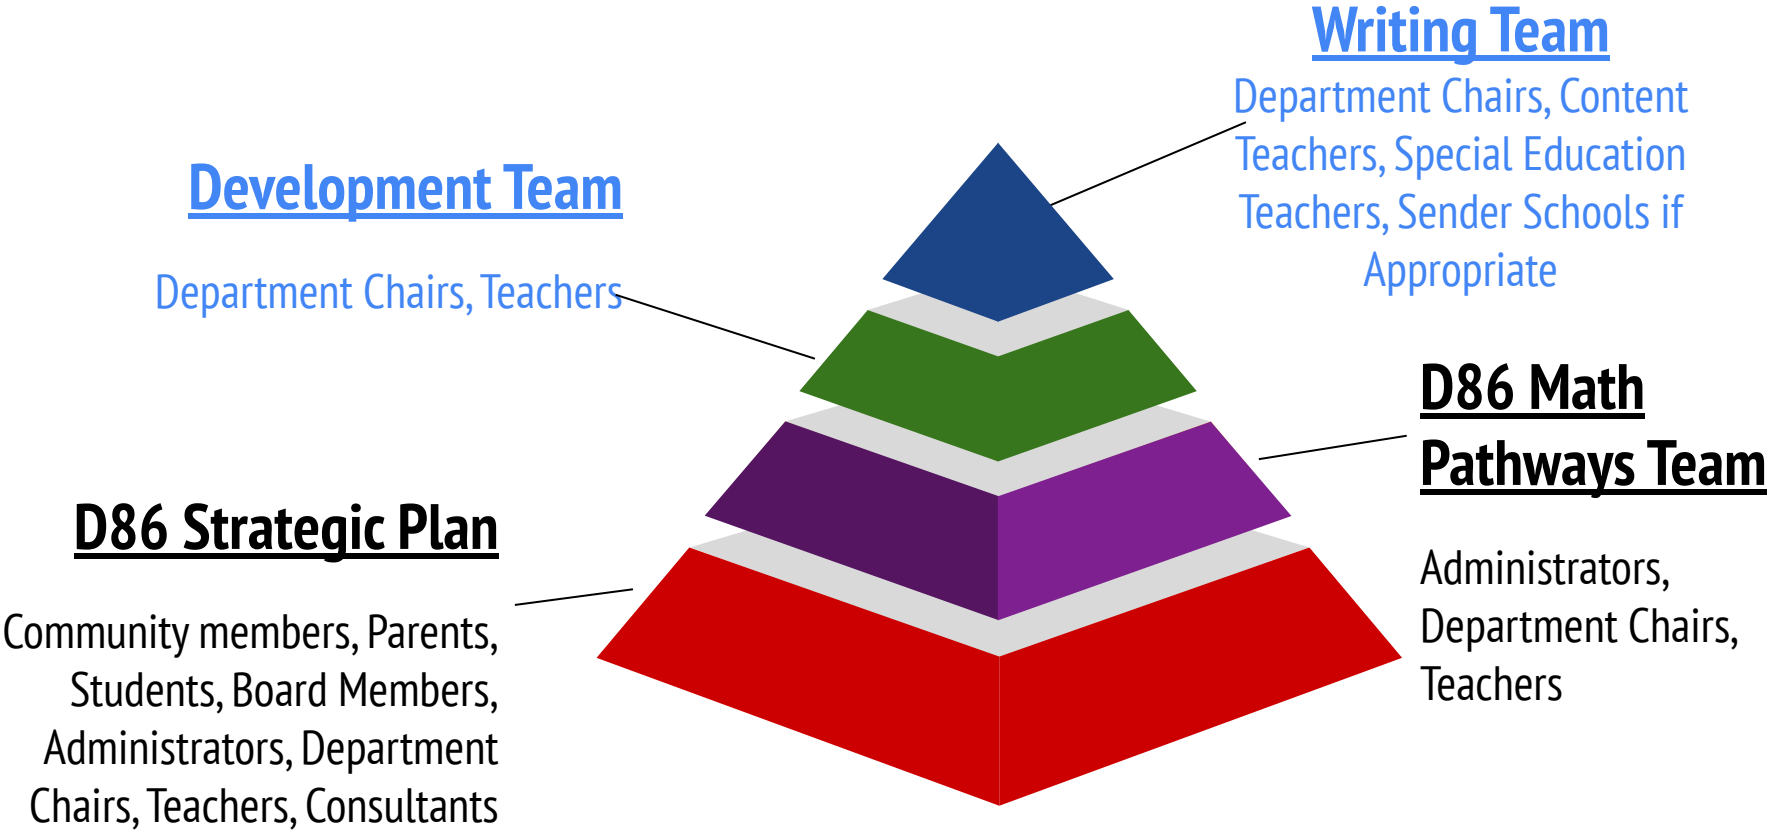 Writing Team
Department Chairs, Content
Teachers, Special Education
Teachers, Sender Schools if
Appropriate
Development Team
Department Chairs, Teachers
D86 Math
Pathways Team
Administrators,
Department Chairs,
Teachers
D86 Strategic Plan
Community members, Parents,
Students, Board Members,
Administrators, Department
Chairs, Teachers, Consultants